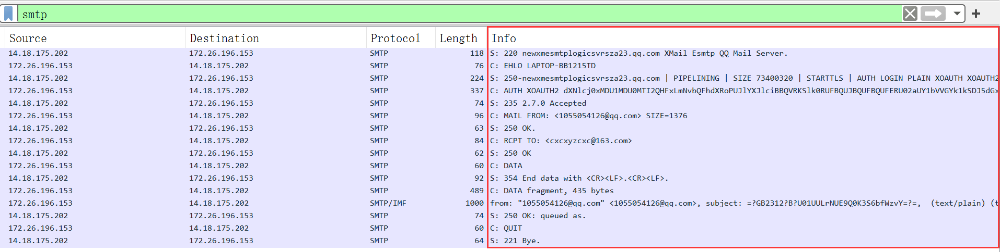 smtp
Source Destination Protocol Length Info
14.18.175.202 172.26.196.153 SMTP 118 S: 220 newxmesmtplogicsvrsza23.qq.com XMail Esmtp QQ Mail Server.
172.26.196.153 14.18.175.202 SMTP 76 C: EHLO LAPTOP-BB1215TD
14.18.175.202 172.26.196.153 SMTP 224 S: 250-newxmesmtplogicsvrsza23.qq.com | PIPELINING | SIZE 73400320 | STARTTLS | AUTH LOGIN PLAIN XOAUTH XOAUTH2
172.26.196.153 14.18.175.202 SMTP 337 C: AUTH XOAUTH2 dXNlcj0xMDU1MDU0MTI2QHFxLmNvbQFhdXRoPUJlYXJlciBBQVRKSlk0RUFBQUJBQUFBQUFERU02aUY1bVVGYk1kSDJ5dGx
14.18.175.202 172.26.196.153 SMTP 74 S: 235 2.7.0 Accepted
172.26.196.153 14.18.175.202 SMTP 96 C: MAIL FROM: <1055054126@qq.com> SIZE=1376
14.18.175.202 172.26.196.153 SMTP 63 S: 250 OK.
172.26.196.153 14.18.175.202 SMTP 84 C: RCPT TO: <cxcxyzcxc@163.com>
14.18.175.202 172.26.196.153 SMTP 62 S: 250 OK
172.26.196.153 14.18.175.202 SMTP 60 C: DATA
14.18.175.202 172.26.196.153 SMTP 92 S: 354 End data with <CR><LF>.<CR><LF>.
172.26.196.153 14.18.175.202 SMTP 489 C: DATA fragment, 435 bytes
172.26.196.153 14.18.175.202 SMTP/IMF 1000 from: "1055054126@qq.com" <1055054126@qq.com>, subject: =?GB2312?B?U01UULrNUE9Q0K3S6bfWzvY=?=, (text/plain) (t
14.18.175.202 172.26.196.153 SMTP 74 S: 250 OK: queued as.
172.26.196.153 14.18.175.202 SMTP 60 C: QUIT
14.18.175.202 172.26.196.153 SMTP 64 S: 221 Bye.